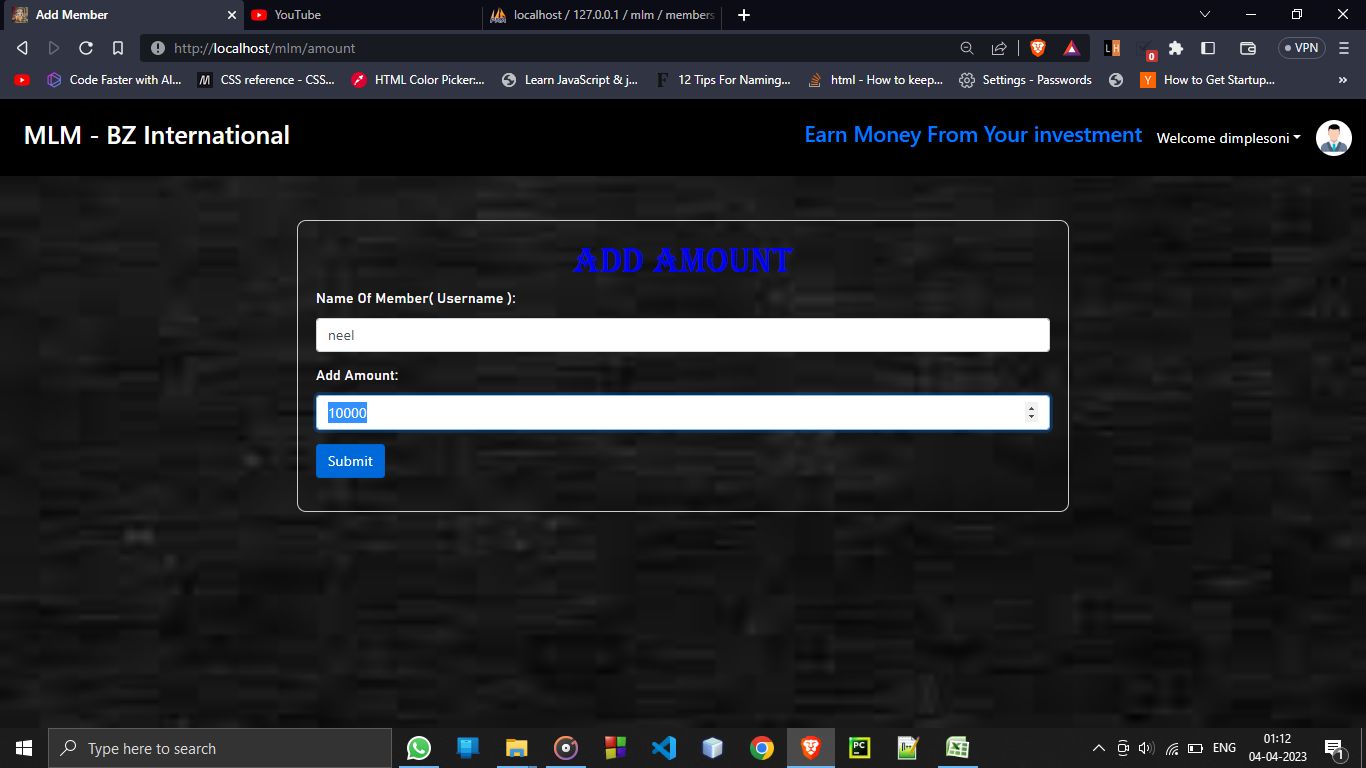 Add Member
YouTube
localhost / 127.0.0.1 / mlm / members
http://localhost/mlm/amount
L H
0
VPN
Code Faster with AI...
M
CSS reference - CSS...
HTML Color Picker:...
Learn JavaScript & j...
F
12 Tips For Naming...
html - How to keep...
Settings - Passwords
Y
How to Get Startup...
»
MLM - BZ International
Earn Money From Your investment
Welcome dimplesoni
ADD AMOUNT
Name Of Member( Username ):
neel
Add Amount:
10000
Submit
Type here to search
PC
ENG
01:12
04-04-2023
1